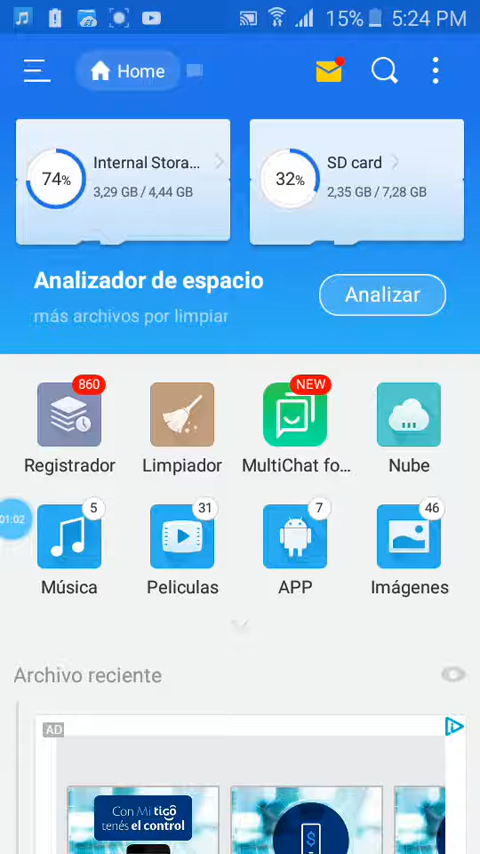 15% 5:24 PM
Home
74%
Internal Stora...
3,29 GB / 4,44 GB
32%
SD card
2,35 GB / 7,28 GB
Analizador de espacio
más archivos por limpiar
Analizar
860
NEW
Registrador
Limpiador
MultiChat fo...
Nube
01:02
5
31
7
46
Música
Peliculas
APP
Imágenes
Archivo reciente
AD
Con Mi tigo
tenés el control
$